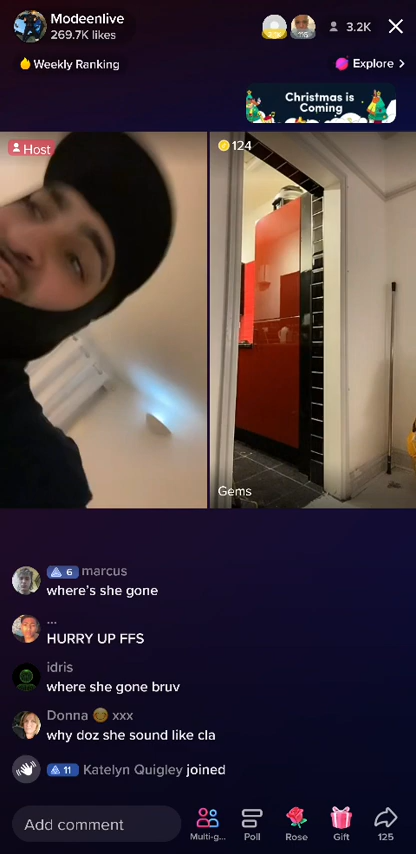 Modeenlive
269.7K likes
3.2K
Weekly Ranking
Explore >
Christmas is
Coming
Host
124
Gems
6 marcus
where's she gone
...
HURRY UP FFS
idris
where she gone bruv
Donna xxx
why doz she sound like cla
11 Katelyn Quigley joined
Add comment
Multi-g...
Poll
Rose
Gift
125